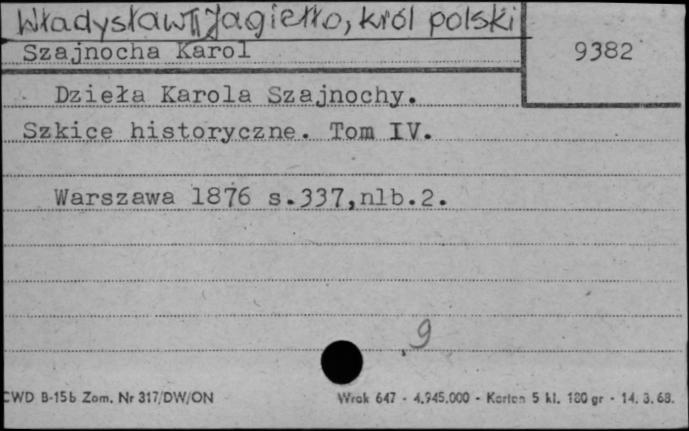 Władysław II Jagiełło, król polski
Szajnocha Karol
9382
Dzieła Karola Szajnochy.
Szkice historyczne. Tom IV.
Warszawa 1876 s.337,nlb.2.
9
CWD B-15b Zam. Nr 317/DW/ON
Wrak 647 - 4.945.000 - Karton 5 kl. 180 gr - 14. 3. 68.